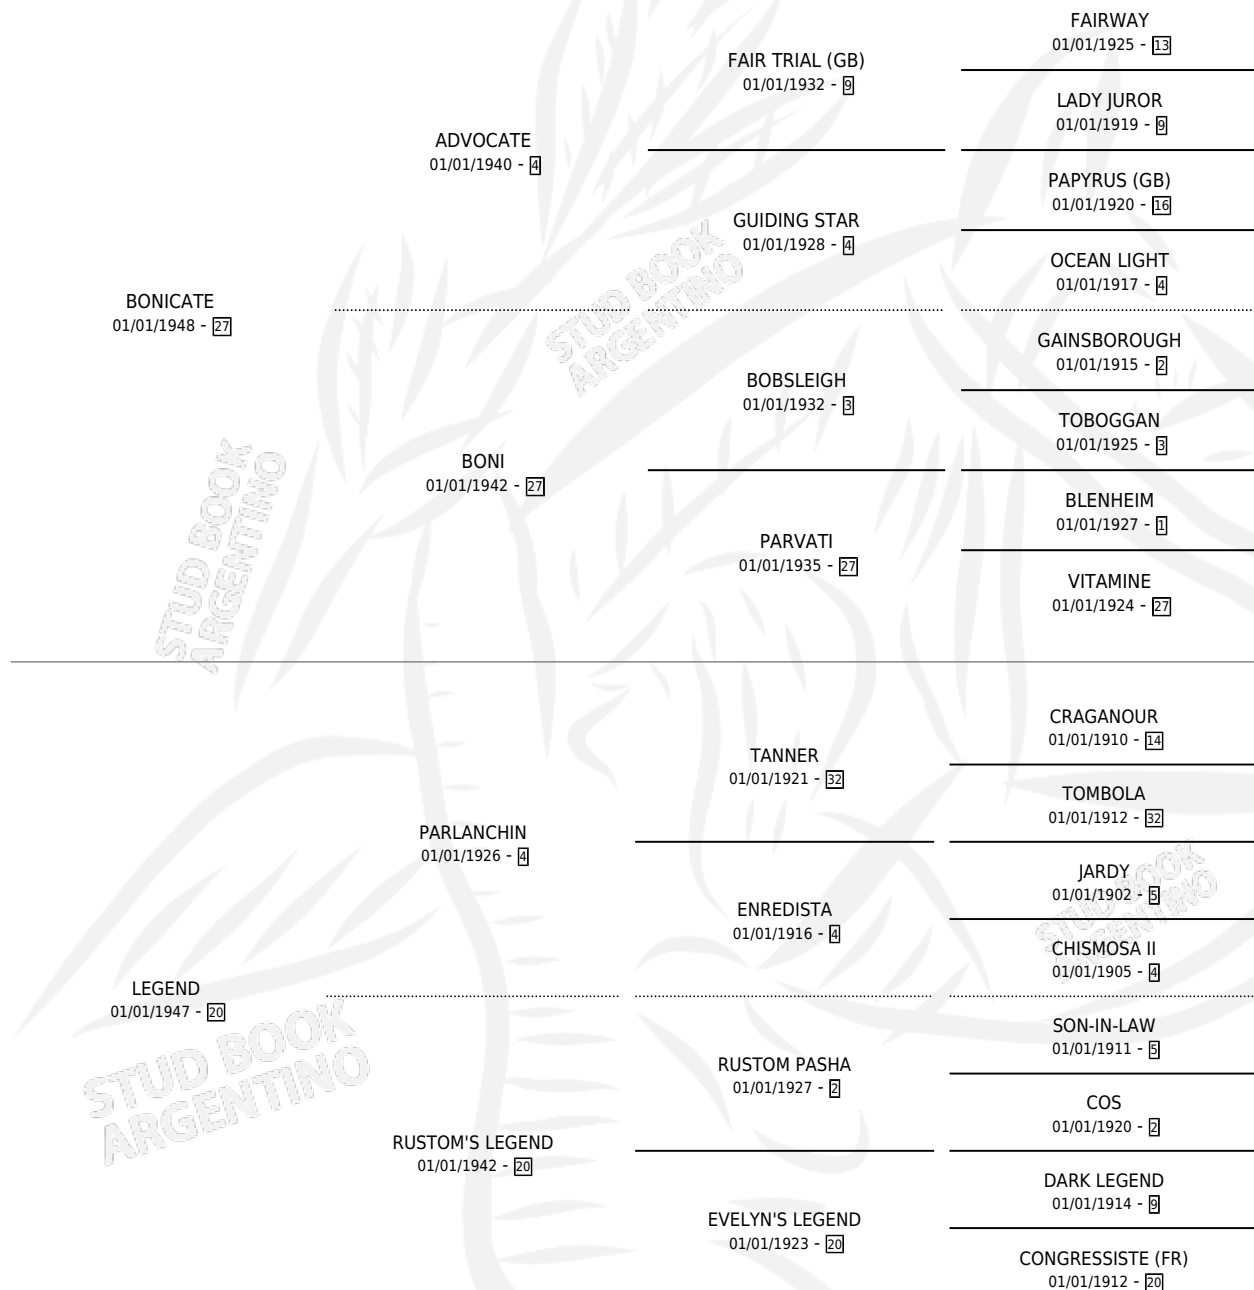 FAIRWAY
01/01/1925 - 13
FAIR TRIAL (GB)
01/01/1932 - 9
LADY JUROR
01/01/1919 - 9
ADVOCATE
01/01/1940 - 4
PAPYRUS (GB)
01/01/1920 - 16
GUIDING STAR
01/01/1928 - 4
OCEAN LIGHT
01/01/1917 - 4
BONICATE
01/01/1948 - 27
STUD BOOK
ARGENTINO
GAINSBOROUGH
01/01/1915 - 2
BOBSLEIGH
01/01/1932 - 3
TOBOGGAN
01/01/1925 - 3
BONI
01/01/1942 - 27
BLENHEIM
01/01/1927 - 1
PARVATI
01/01/1935 - 27
VITAMINE
01/01/1924 - 27
STUD BOOK
ARGENTINO
CRAGANOUR
01/01/1910 - 14
TANNER
01/01/1921 - 32
TOMBOLA
01/01/1912 - 32
PARLANCHIN
01/01/1926 - 4
JARDY
01/01/1902 - 5
ENREDISTA
01/01/1916 - 4
CHISMOSA II
01/01/1905 - 4
STUD BOOK
ARGENTINO
LEGEND
01/01/1947 - 20
SON-IN-LAW
01/01/1911 - 5
RUSTOM PASHA
01/01/1927 - 2
COS
01/01/1920 - 2
STUD BOOK
ARGENTINO
RUSTOM'S LEGEND
01/01/1942 - 20
DARK LEGEND
01/01/1914 - 9
EVELYN'S LEGEND
01/01/1923 - 20
CONGRESSISTE (FR)
01/01/1912 - 20